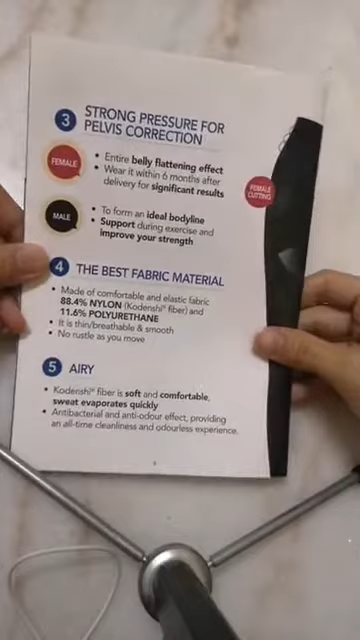 3 STRONG PRESSURE FOR
PELVIS CORRECTION
FEMALE
• Entire belly flattening effect
• Wear it within 6 months after
delivery for significant results
FEMALE
CUTTING
MALE
• To form an ideal bodyline
• Support during exercise and
improve your strength
4 THE BEST FABRIC MATERIAL
• Made of comfortable and elastic fabric
88.4% NYLON (Kodenshi® fiber) and
11.6% POLYURETHANE
• It is thin/breathable & smooth
• No rustle as you move
5 AIRY
• Kodenshi® fiber is soft and comfortable,
sweat evaporates quickly
• Antibacterial and anti-odour effect, providing
an all-time cleanliness and odourless experience.